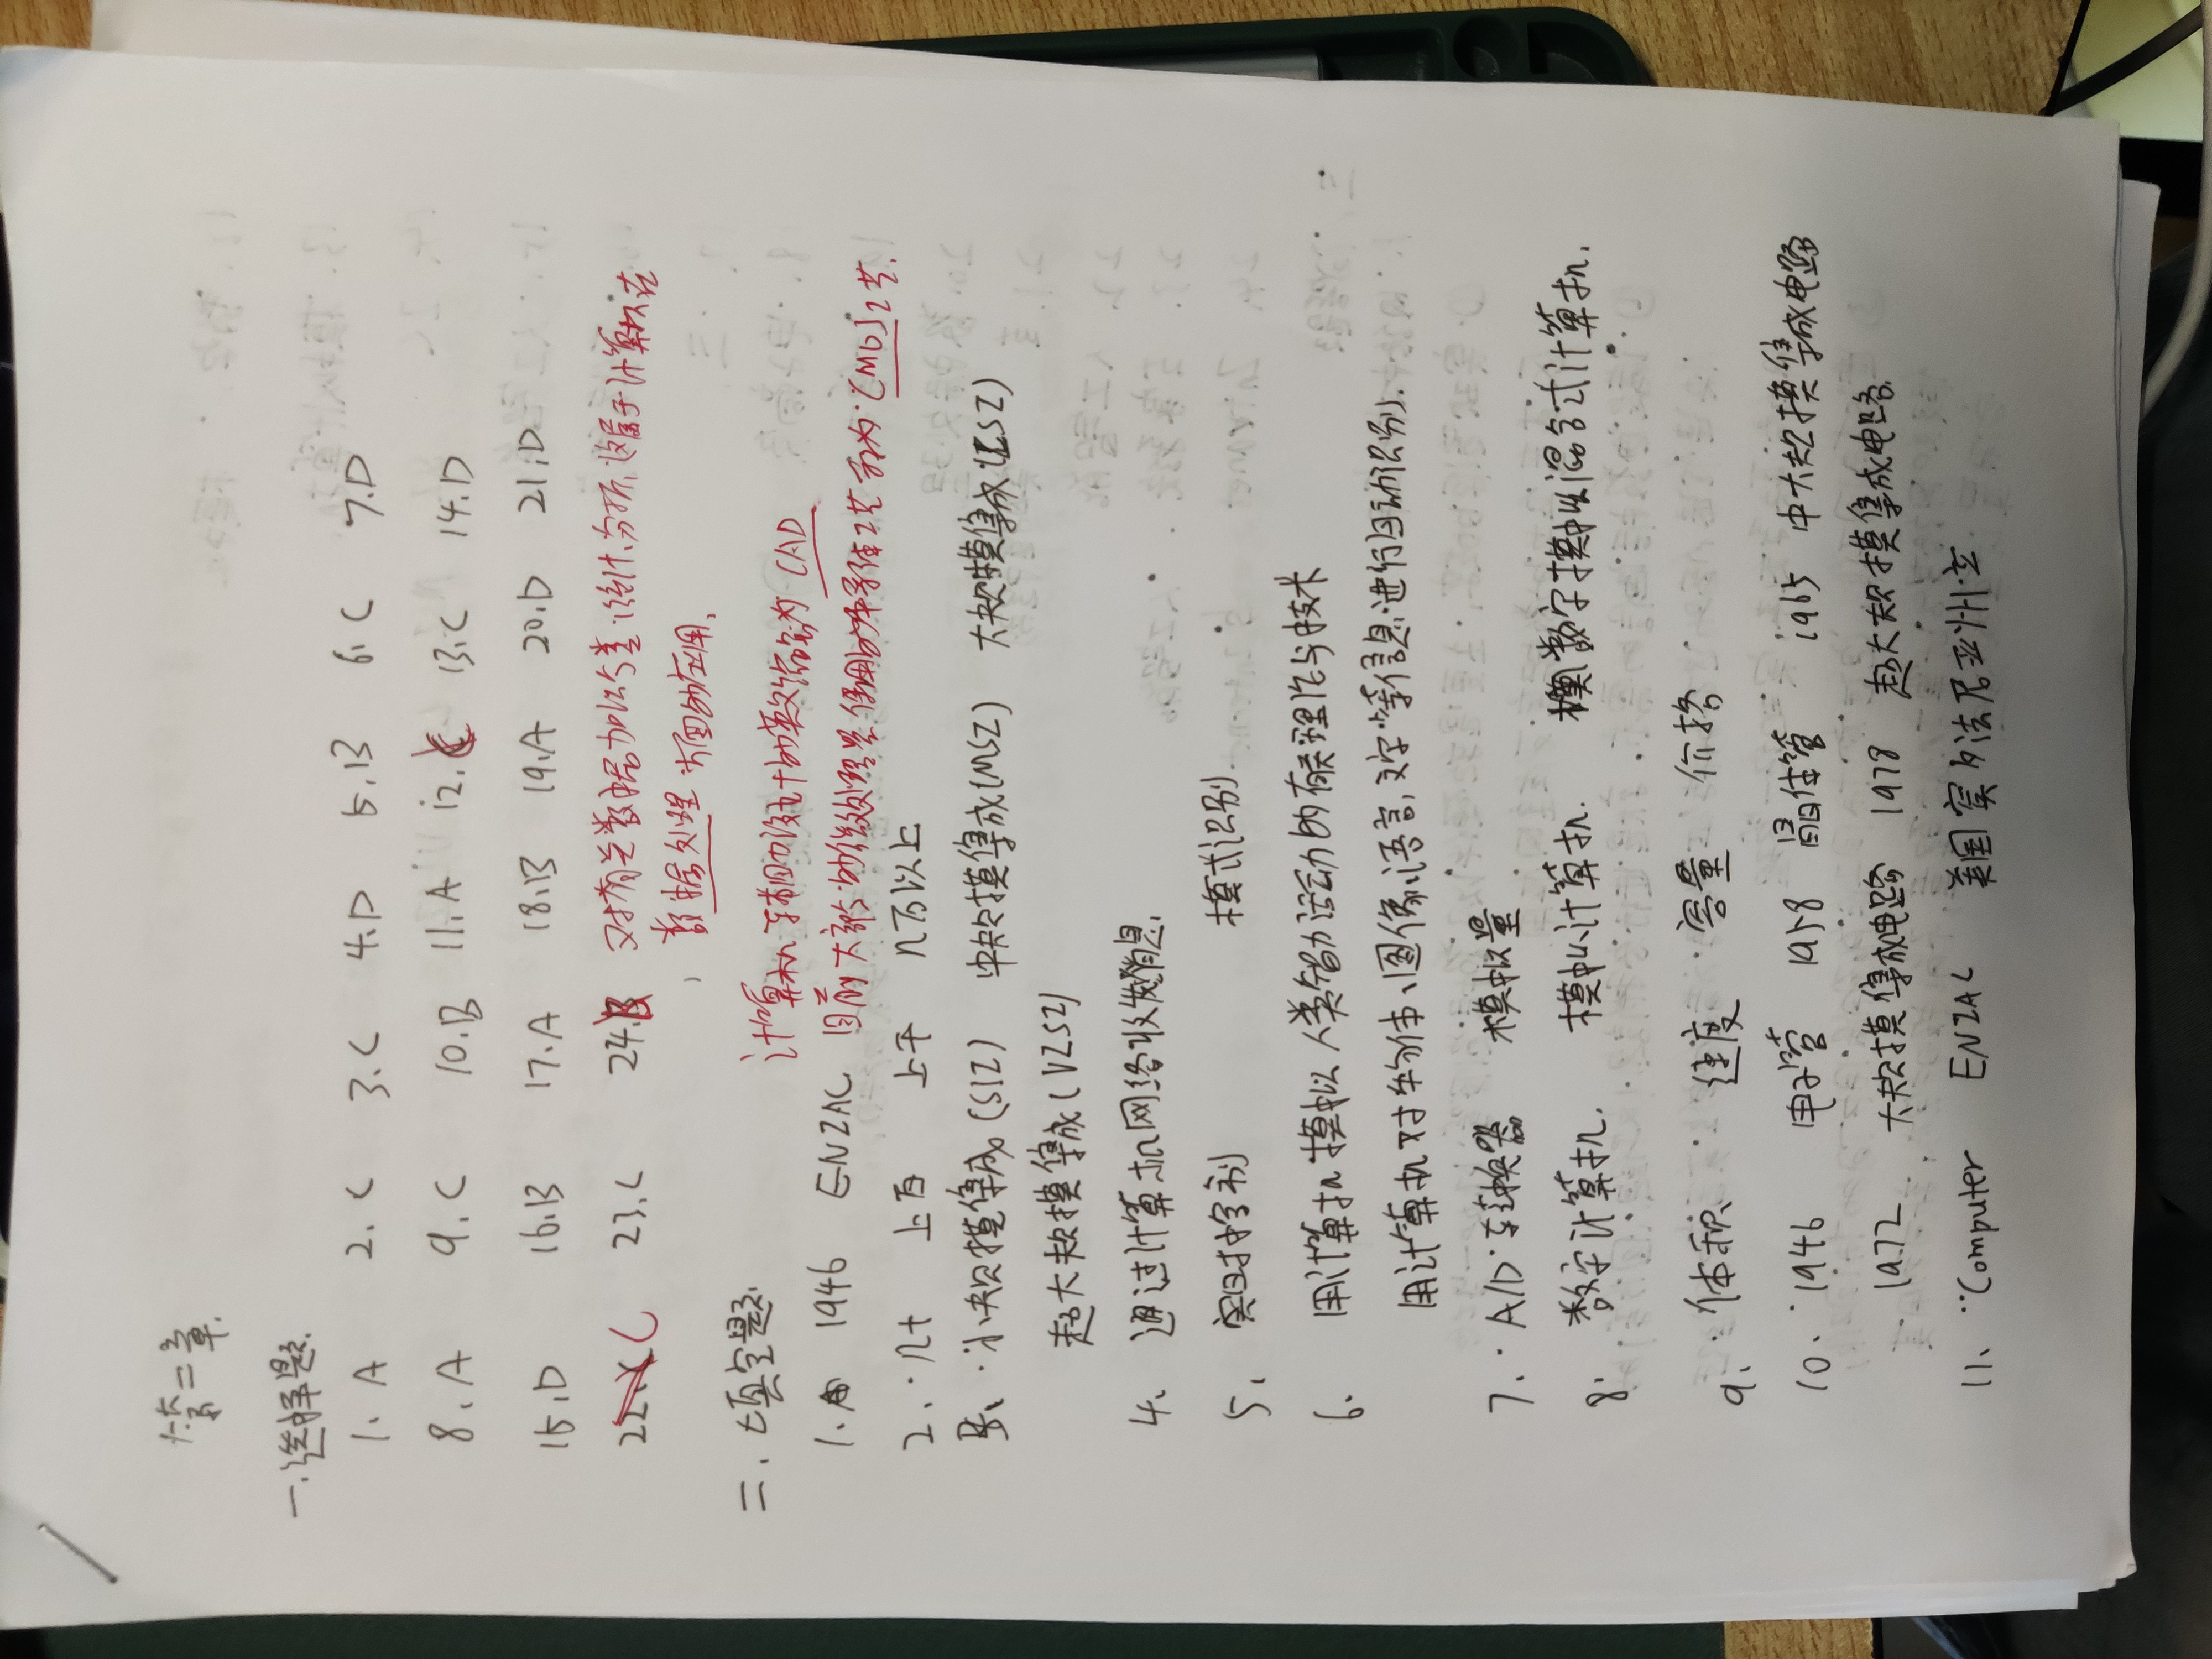 第二章.
一.选择题.
1. A 2. C 3. C 4. D 5. B 6. C 7. D
8. A 9. C 10. B 11. A 12. 13. C 14. D
15. D 16. B 17. A 18. B 19. A 20. D 21. D
22. C 23. C 24. 对有关数据加以分类、统计、分析,这属于计算机在
数据处理方面的应用.
二、填空题.
计算机辅助设计的英文缩写为 CAD
1. 1946 ENIAC
目前大部分的微处理器使用的半导体工艺称为 CMOS工艺.
2、几十 上百 上千 几万以上
3、小规模集成(SIZ) 中规模集成(MSI) 大规模集成(LSI)
超大规模集成(VLSI)
4、通过计算机网络收发消息.
5、实时控制 模式识别
6. 用计算机模拟人类智力活动的有关理论与技术
用计算机对物体、图像、语言,文字等信息进行自动识别.
7. A/D转换器 模拟量
8. 数字计算机. 模拟计算机. 数字模拟混合式计算机.
9、体积 速度 容量 价格
10. 1946 电子管 1958 晶体管 1965 中大规模集成电路
1972 大规模集成电路 1978 超大规模集成电路.
11、Computer ENIAC 美国宾夕法尼亚州立